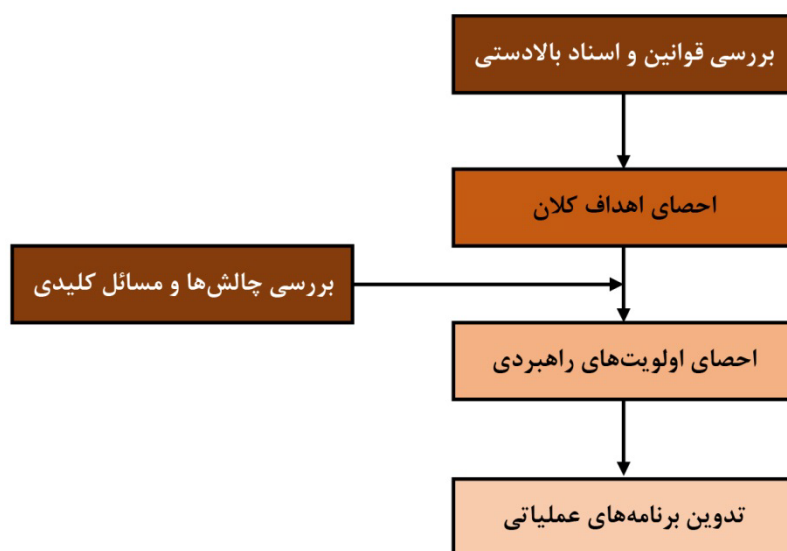 بررسی قوانین و اسناد بالادستی
احصای اهداف کلان
بررسی چالش‌ها و مسائل کلیدی
احصای اولویت‌های راهبردی
تدوین برنامه‌های عملیاتی